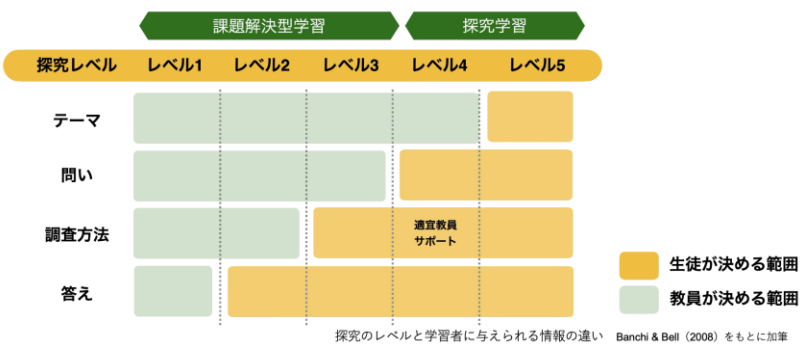 課題解決型学習 探究学習
探究レベル レベル1 レベル2 レベル3 レベル4 レベル5
テーマ
問い
調査方法
適宜教員
サポート
答え
生徒が決める範囲
教員が決める範囲
探究のレベルと学習者に与えられる情報の違い Banchi & Bell（2008）をもとに加筆